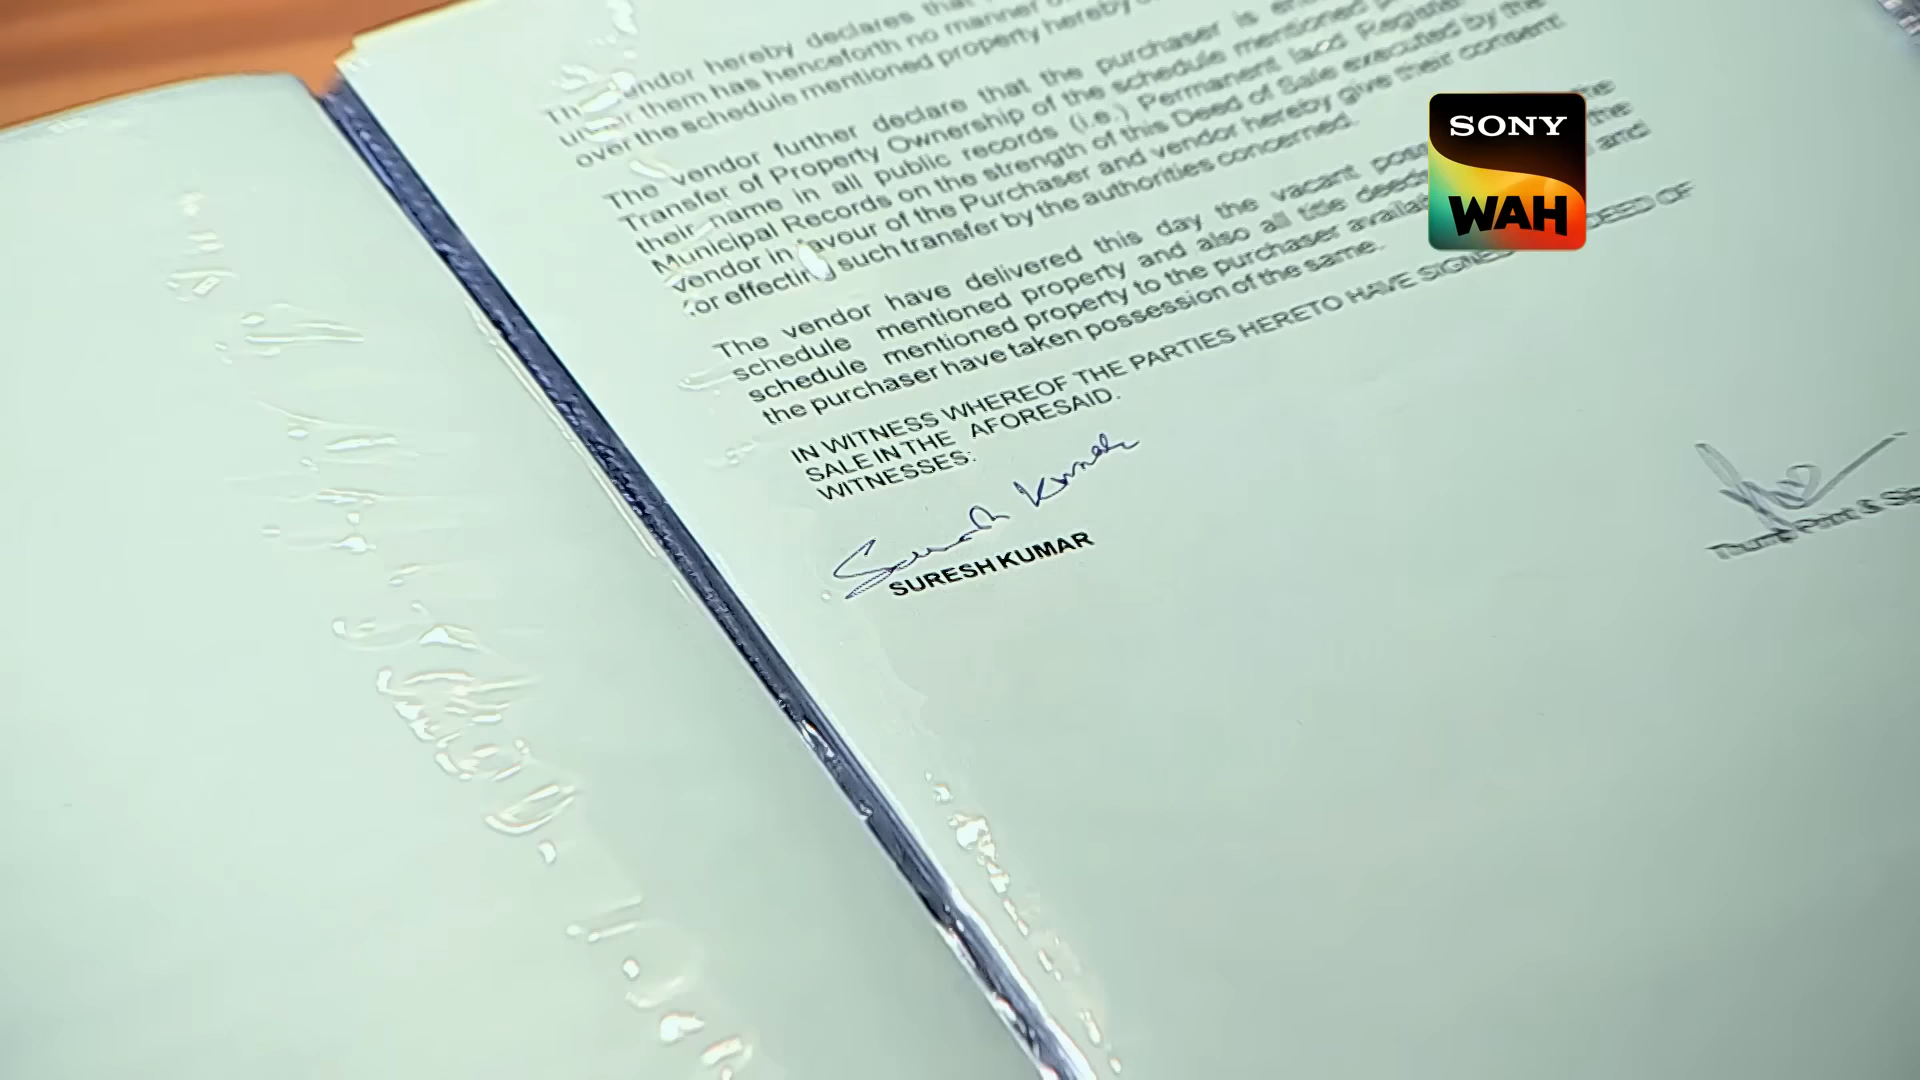 The vendor hereby declares that
under them has henceforth no manner
over the schedule mentioned property hereby
The vendor further declare that the purchaser is
Transfer of Property Ownership of the schedule mentioned
their name in all public records (i.e.) Permanent land
Municipal Records on the strength of this Deed of Sale executed by the
vendor in favour of the Purchaser and vendor hereby give their consent
for effecting such transfer by the authorities concerned.
The vendor have delivered this day the vacant the
schedule mentioned property and also all title deeds the
schedule mentioned property to the purchaser and
the purchaser have taken possession of the same.
IN WITNESS WHEREOF THE PARTIES HERETO HAVE SIGNED DEED OF
SALE IN THE AFORESAID.
WITNESSES:
Suresh Kumar
SURESH KUMAR
Print &
SONY
WAH